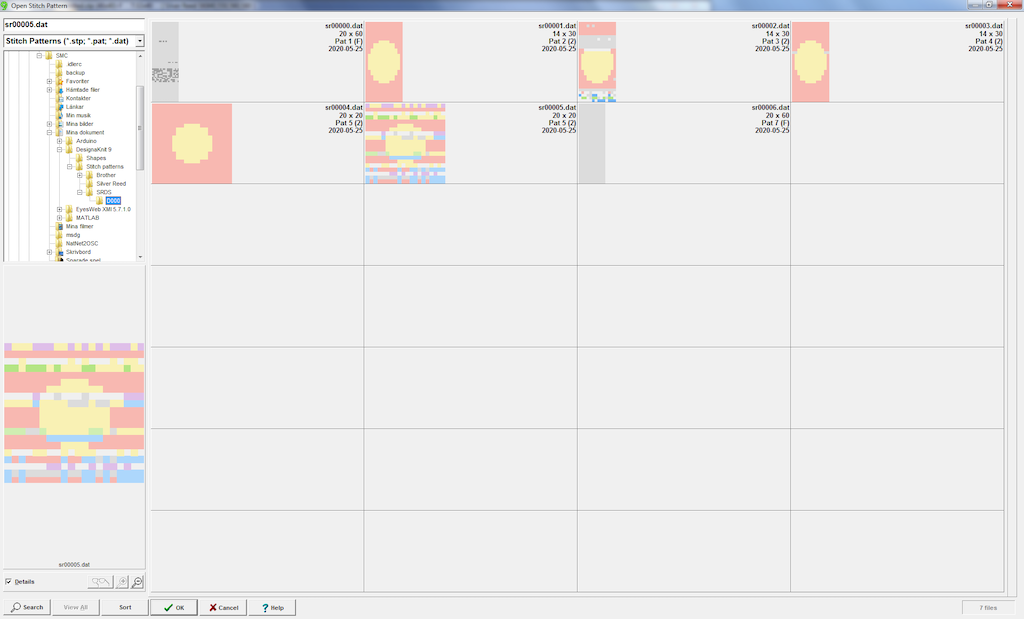 Open Stitch Pattern
sr00005.dat
Stitch Patterns (*.stp; *.pat; *.dat)
SMC
.idlerc
backup
Favoriter
Hämtade filer
Kontakter
Länkar
Min musik
Mina bilder
Mina dokument
Arduino
DesignaKnit 9
Shapes
Stitch patterns
Brother
Silver Reed
SRDS
D000
EyesWeb XMI 5.7.1.0
MATLAB
Mina filmer
msdg
NatNet2OSC
Skrivbord
Sparade spel
sr00005.dat
Details
Search
View All
Sort
OK
Cancel
Help
7 files
sr00000.dat
20 x 60
Pat 1 (F)
2020-05-25
sr00001.dat
14 x 30
Pat 2 (2)
2020-05-25
sr00002.dat
14 x 30
Pat 3 (2)
2020-05-25
sr00003.dat
14 x 30
Pat 4 (2)
2020-05-25
sr00004.dat
20 x 20
Pat 5 (2)
2020-05-25
sr00005.dat
20 x 20
Pat 5 (2)
2020-05-25
sr00006.dat
20 x 60
Pat 7 (F)
2020-05-25